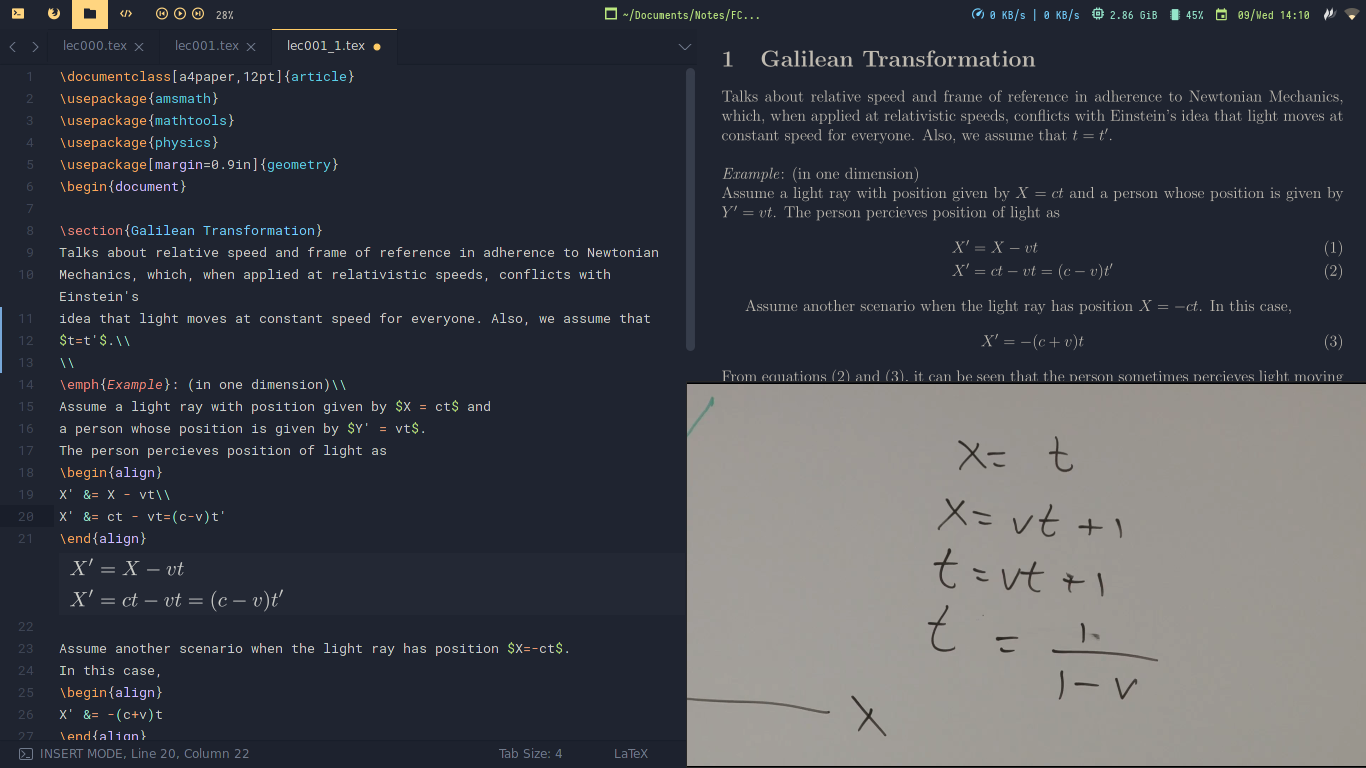 28%
~/Documents/Notes/FC...
0 KB/s | 0 KB/s
2.86 GiB
45%
09/Wed 14:10
lec000.tex
lec001.tex
lec001_1.tex
1 \documentclass[a4paper,12pt]{article}
2 \usepackage{amsmath}
3 \usepackage{mathtools}
4 \usepackage{physics}
5 \usepackage[margin=0.9in]{geometry}
6 \begin{document}
7
8 \section{Galilean Transformation}
9 Talks about relative speed and frame of reference in adherence to Newtonian
10 Mechanics, which, when applied at relativistic speeds, conflicts with
Einstein's
11 idea that light moves at constant speed for everyone. Also, we assume that
12 $t=t'$.\\
13 \\
14 \emph{Example}: (in one dimension)\\
15 Assume a light ray with position given by $X = ct$ and
16 a person whose position is given by $Y' = vt$.
17 The person percieves position of light as
18 \begin{align}
19 X' &= X - vt\\
20 X' &= ct - vt=(c-v)t'
21 \end{align}
X′ = X − vt
X′ = ct − vt = (c − v)t′
22
23 Assume another scenario when the light ray has position $X=-ct$.
24 In this case,
25 \begin{align}
26 X' &= -(c+v)t
27 \end{align}
INSERT MODE, Line 20, Column 22
Tab Size: 4
LaTeX
1 Galilean Transformation
Talks about relative speed and frame of reference in adherence to Newtonian Mechanics,
which, when applied at relativistic speeds, conflicts with Einstein's idea that light moves at
constant speed for everyone. Also, we assume that t = t′.
Example: (in one dimension)
Assume a light ray with position given by X = ct and a person whose position is given by
Y′ = vt. The person percieves position of light as
X′ = X − vt (1)
X′ = ct − vt = (c − v)t′ (2)
Assume another scenario when the light ray has position X = −ct. In this case,
X′ = −(c + v)t (3)
From equations (2) and (3), it can be seen that the person sometimes percieves light moving
x = t
x = vt + 1
t = vt + 1
t = 1/(1 − v)
x